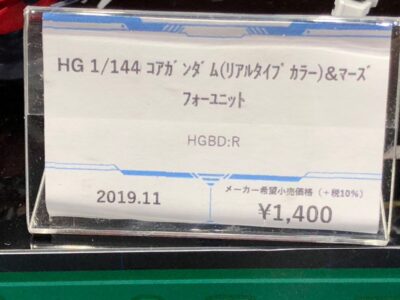 HG 1/144 コアガンダム(リアルタイプカラー)&マーズ
フォーユニット
HGBD:R
2019.11
メーカー希望小売価格(+税10%)
¥1,400